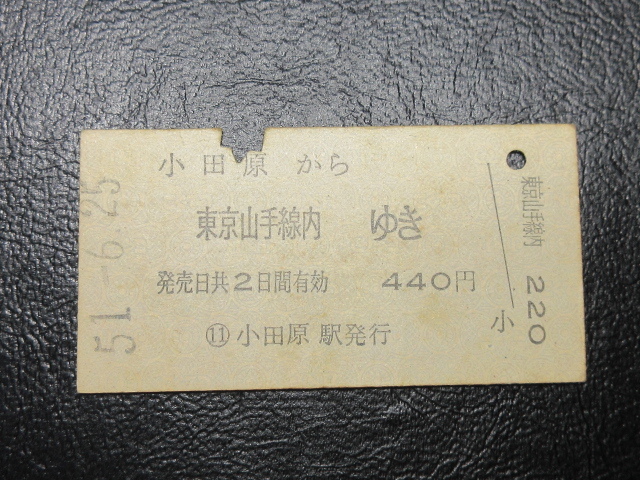 小田原 から
東京山手線内 ゆき
発売日共2日間有効 440円
⑪ 小田原 駅発行
51.-6.25
東京山手線内
小 220